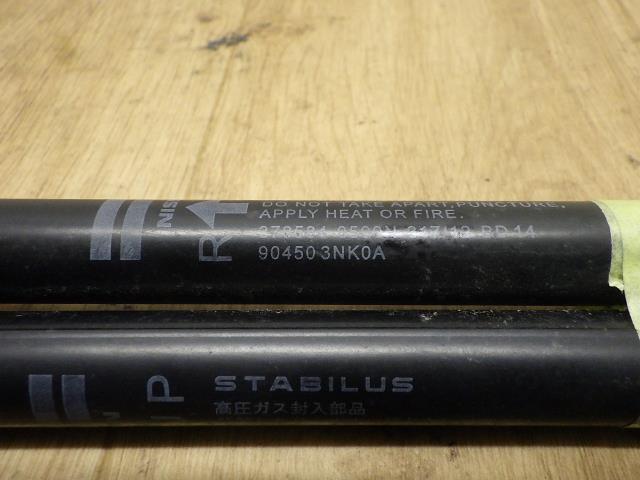 DO NOT TAKE APART, PUNCTURE,
APPLY HEAT OR FIRE.
90450 3NK0A
R
NIS
STABILUS
高圧ガス封入部品